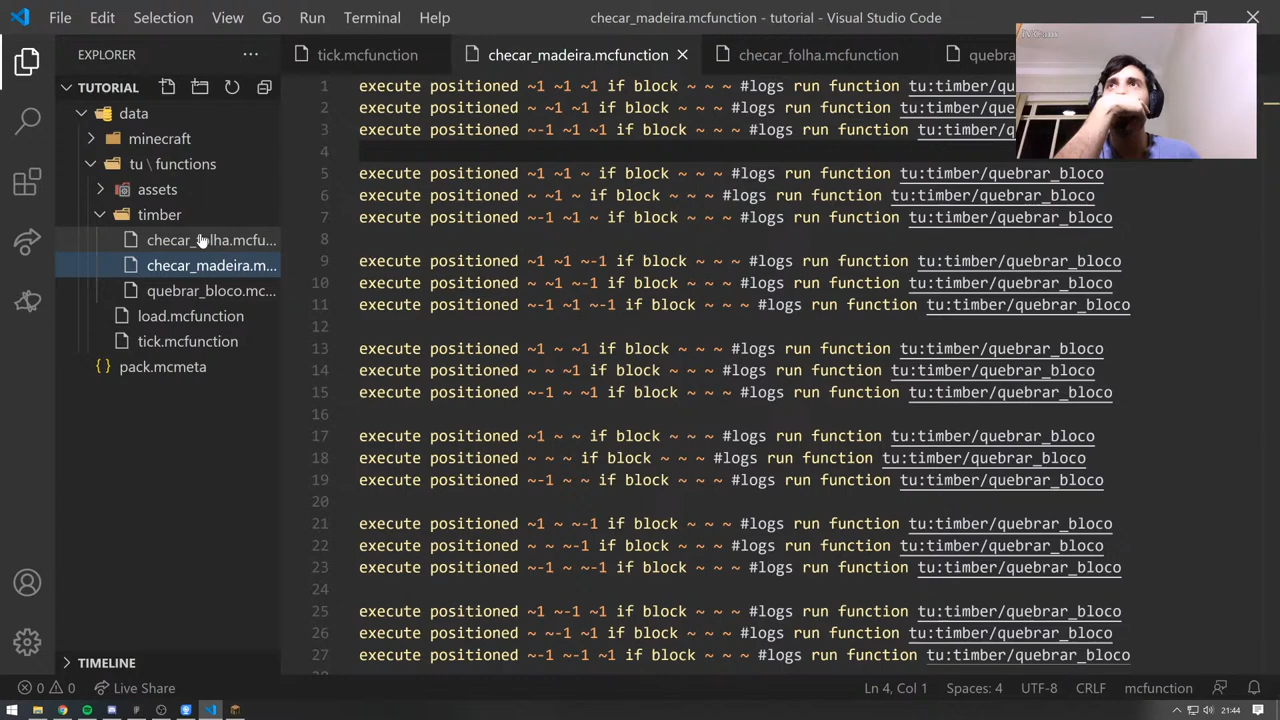 File Edit Selection View Go Run Terminal Help checar_madeira.mcfunction - tutorial - Visual Studio Code
iVCam
EXPLORER
tick.mcfunction checar_madeira.mcfunction checar_folha.mcfunction
TUTORIAL
data
minecraft
tu \ functions
assets
timber
checar_folha.mcfu...
checar_madeira.m...
quebrar_bloco.mc...
load.mcfunction
tick.mcfunction
pack.mcmeta
TIMELINE
1 execute positioned ~1 ~1 ~1 if block ~ ~ ~ #logs run function
2 execute positioned ~ ~1 ~1 if block ~ ~ ~ #logs run function
3 execute positioned ~-1 ~1 ~1 if block ~ ~ ~ #logs run function
4
5 execute positioned ~1 ~1 ~ if block ~ ~ ~ #logs run function tu:timber/quebrar_bloco
6 execute positioned ~ ~1 ~ if block ~ ~ ~ #logs run function tu:timber/quebrar_bloco
7 execute positioned ~-1 ~1 ~ if block ~ ~ ~ #logs run function tu:timber/quebrar_bloco
8
9 execute positioned ~1 ~1 ~-1 if block ~ ~ ~ #logs run function tu:timber/quebrar_bloco
10 execute positioned ~ ~1 ~-1 if block ~ ~ ~ #logs run function tu:timber/quebrar_bloco
11 execute positioned ~-1 ~1 ~-1 if block ~ ~ ~ #logs run function tu:timber/quebrar_bloco
12
13 execute positioned ~1 ~ ~1 if block ~ ~ ~ #logs run function tu:timber/quebrar_bloco
14 execute positioned ~ ~ ~1 if block ~ ~ ~ #logs run function tu:timber/quebrar_bloco
15 execute positioned ~-1 ~ ~1 if block ~ ~ ~ #logs run function tu:timber/quebrar_bloco
16
17 execute positioned ~1 ~ ~ if block ~ ~ ~ #logs run function tu:timber/quebrar_bloco
18 execute positioned ~ ~ ~ if block ~ ~ ~ #logs run function tu:timber/quebrar_bloco
19 execute positioned ~-1 ~ ~ if block ~ ~ ~ #logs run function tu:timber/quebrar_bloco
20
21 execute positioned ~1 ~ ~-1 if block ~ ~ ~ #logs run function tu:timber/quebrar_bloco
22 execute positioned ~ ~ ~-1 if block ~ ~ ~ #logs run function tu:timber/quebrar_bloco
23 execute positioned ~-1 ~ ~-1 if block ~ ~ ~ #logs run function tu:timber/quebrar_bloco
24
25 execute positioned ~1 ~-1 ~1 if block ~ ~ ~ #logs run function tu:timber/quebrar_bloco
26 execute positioned ~ ~-1 ~1 if block ~ ~ ~ #logs run function tu:timber/quebrar_bloco
27 execute positioned ~-1 ~-1 ~1 if block ~ ~ ~ #logs run function tu:timber/quebrar_bloco
0 0 Live Share Ln 4, Col 1 Spaces: 4 UTF-8 CRLF mcfunction
21:44